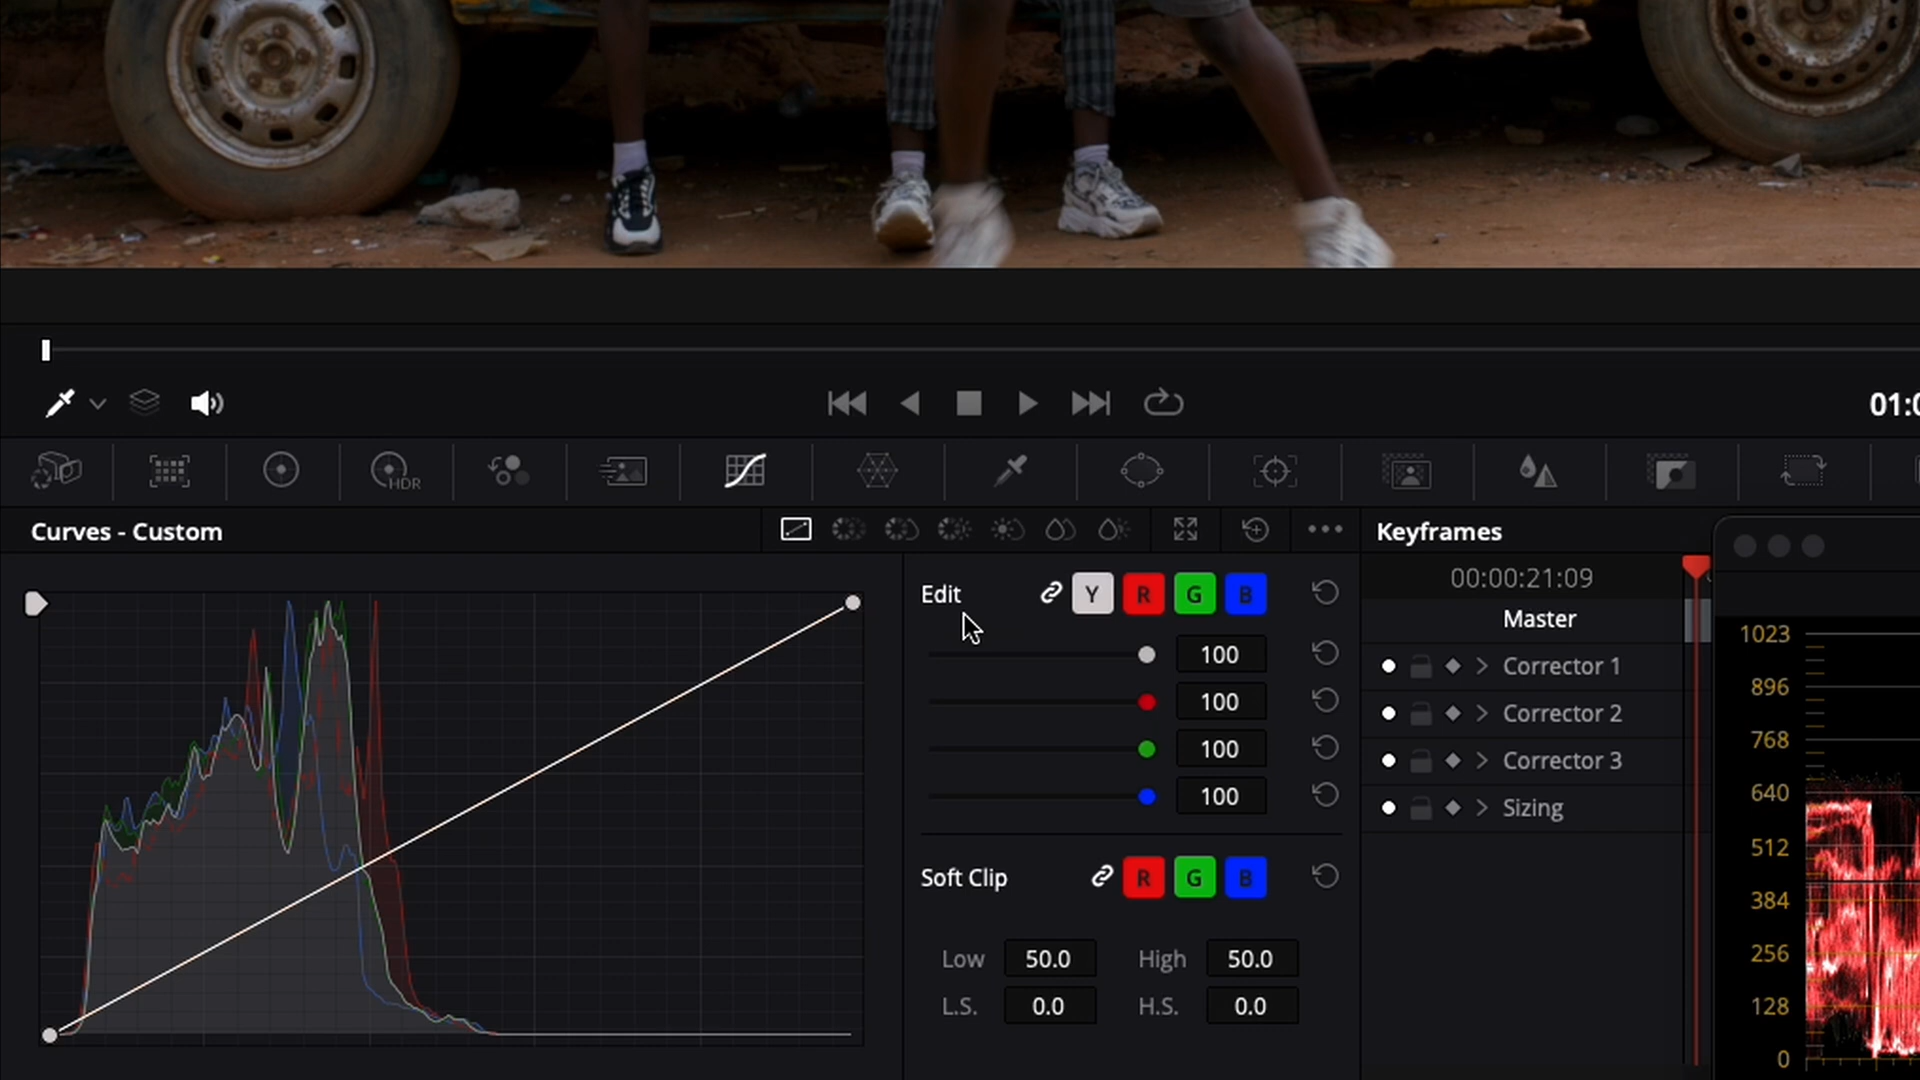 01:0
HDR
Curves - Custom
Keyframes
Edit
Y
R
G
B
00:00:21:09
Master
100
100
100
100
Corrector 1
Corrector 2
Corrector 3
Sizing
Soft Clip
R
G
B
Low
50.0
High
50.0
L.S.
0.0
H.S.
0.0
1023
896
768
640
512
384
256
128
0